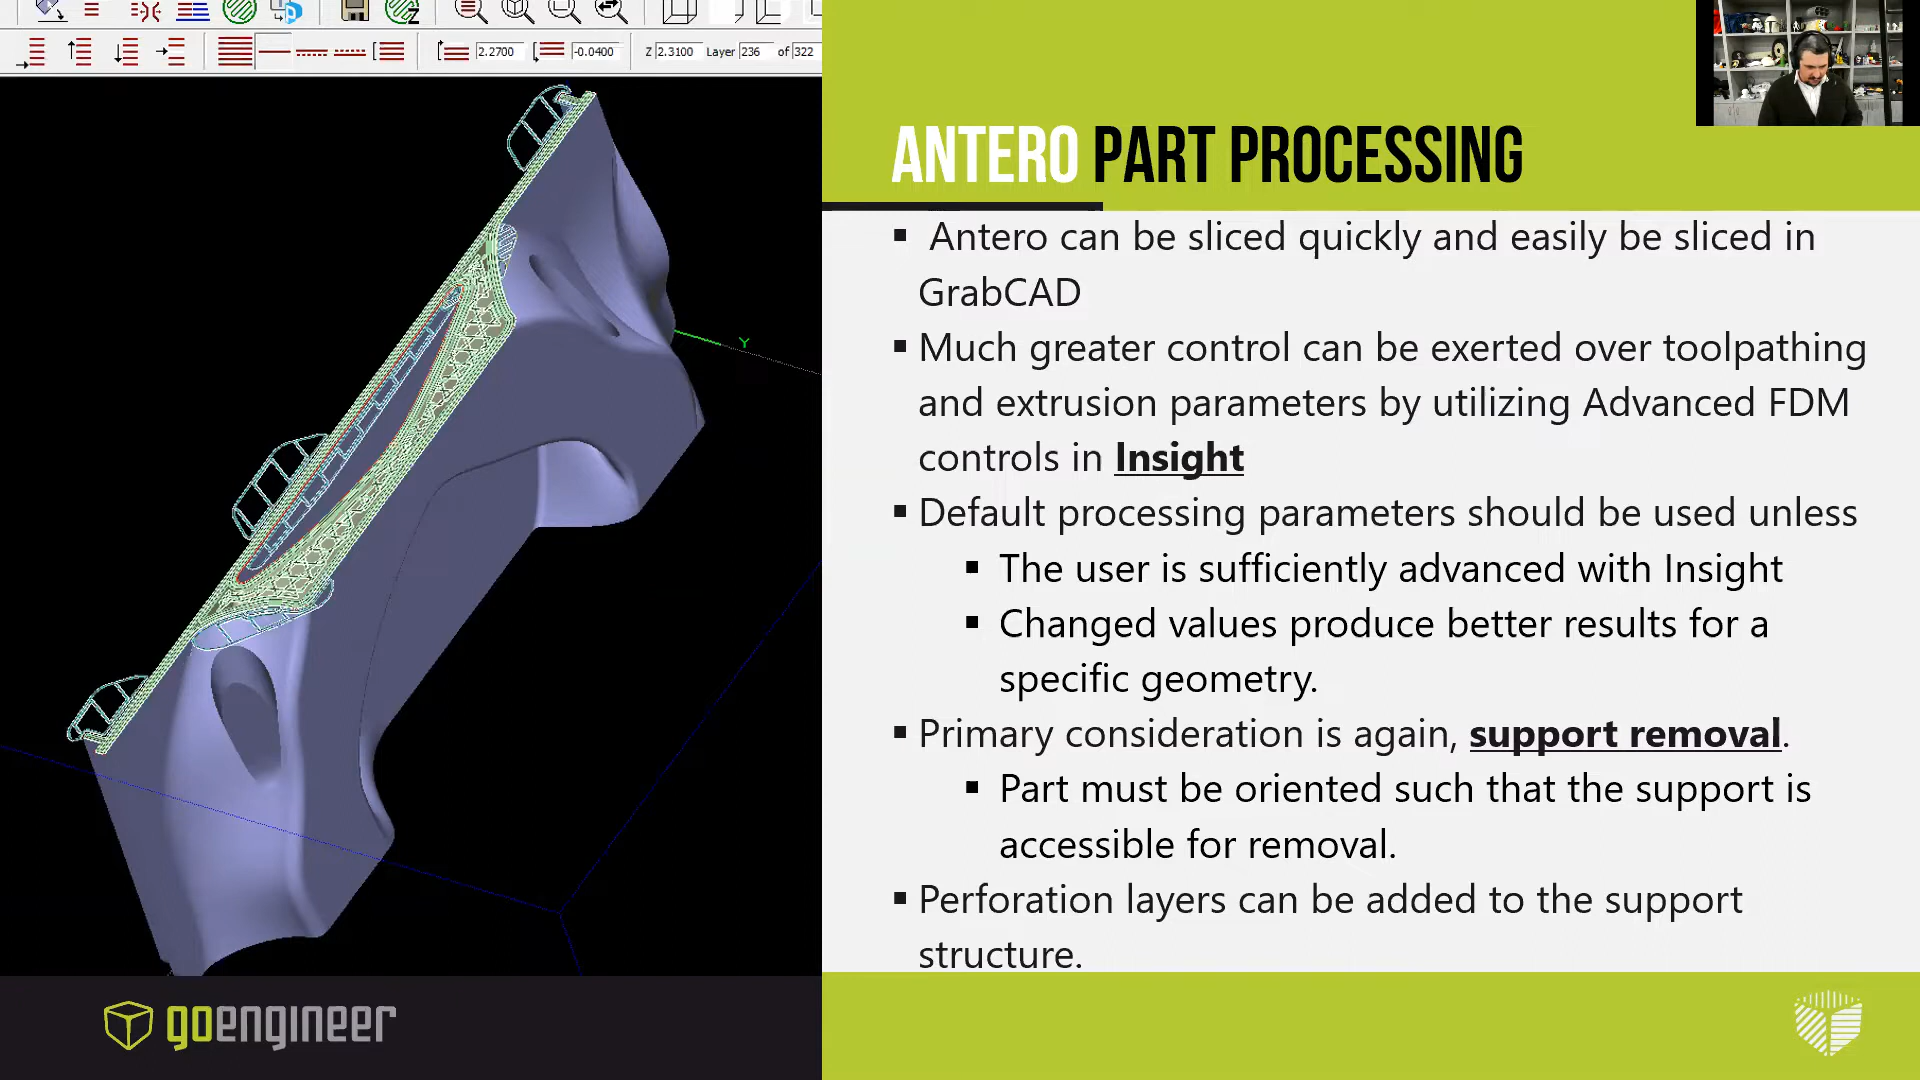 2.2700 -0.0400 Z 2.3100 Layer 236 of 322
Y
ANTERO PART PROCESSING
▪ Antero can be sliced quickly and easily be sliced in
GrabCAD
▪ Much greater control can be exerted over toolpathing
and extrusion parameters by utilizing Advanced FDM
controls in Insight
▪ Default processing parameters should be used unless
▪ The user is sufficiently advanced with Insight
▪ Changed values produce better results for a
specific geometry.
▪ Primary consideration is again, support removal.
▪ Part must be oriented such that the support is
accessible for removal.
▪ Perforation layers can be added to the support
structure.
goengineer